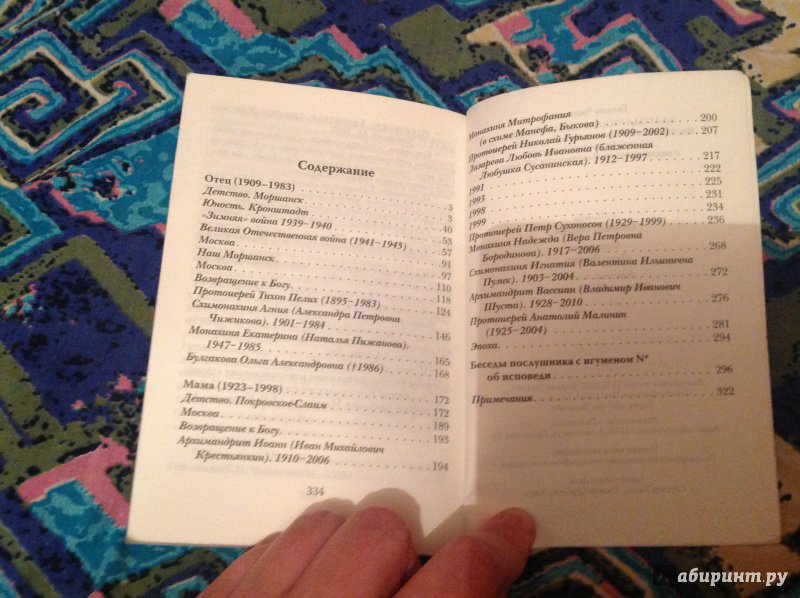 Содержание
Отец (1909–1983)
Детство. Моршанск 3
Юность. Кронштадт 3
«Зимняя» война 1939–1940 40
Великая Отечественная война (1941–1945) 53
Москва 57
Наш Моршанск 91
Москва 97
Возвращение к Богу 110
Протоиерей Тихон Пелих (1895–1983) 118
Схимонахиня Агния (Александра Петровна 124
Чижикова). 1901–1984
Монахиня Екатерина (Наталья Пижанова). 146
1947–1985
Булгакова Ольга Александровна (†1986) 165
168
Мама (1923–1998) 172
Детство. Покровское-Слаим 172
Москва 189
Возвращение к Богу 193
Архимандрит Иоанн (Иван Михайлович
Крестьянкин). 1910–2006 194
334
Монахиня Митрофания
(в схиме Манефа, Быкова) 200
Протоиерей Николай Гурьянов (1909–2002) 207
Лазарева Любовь Ивановна (блаженная
Любушка Сусанинская). 1912–1997 217
1991 222
1993 225
1998 231
1999 234
Протоиерей Петр Сухоносов (1929–1999) 236
Монахиня Надежда (Вера Петровна
Бородинова). 1917–2006 268
Схимонахиня Игнатия (Валентина Ильинична
Пулик). 1903–2004 272
Архимандрит Вассиан (Владимир Иванович
Шуста). 1928–2010 276
Протоиерей Анатолий Малинин
(1925–2004) 281
Эпоха 294
Беседы послушника с игуменом N*
об исповеди 296
Примечания 322
лабиринт.ру